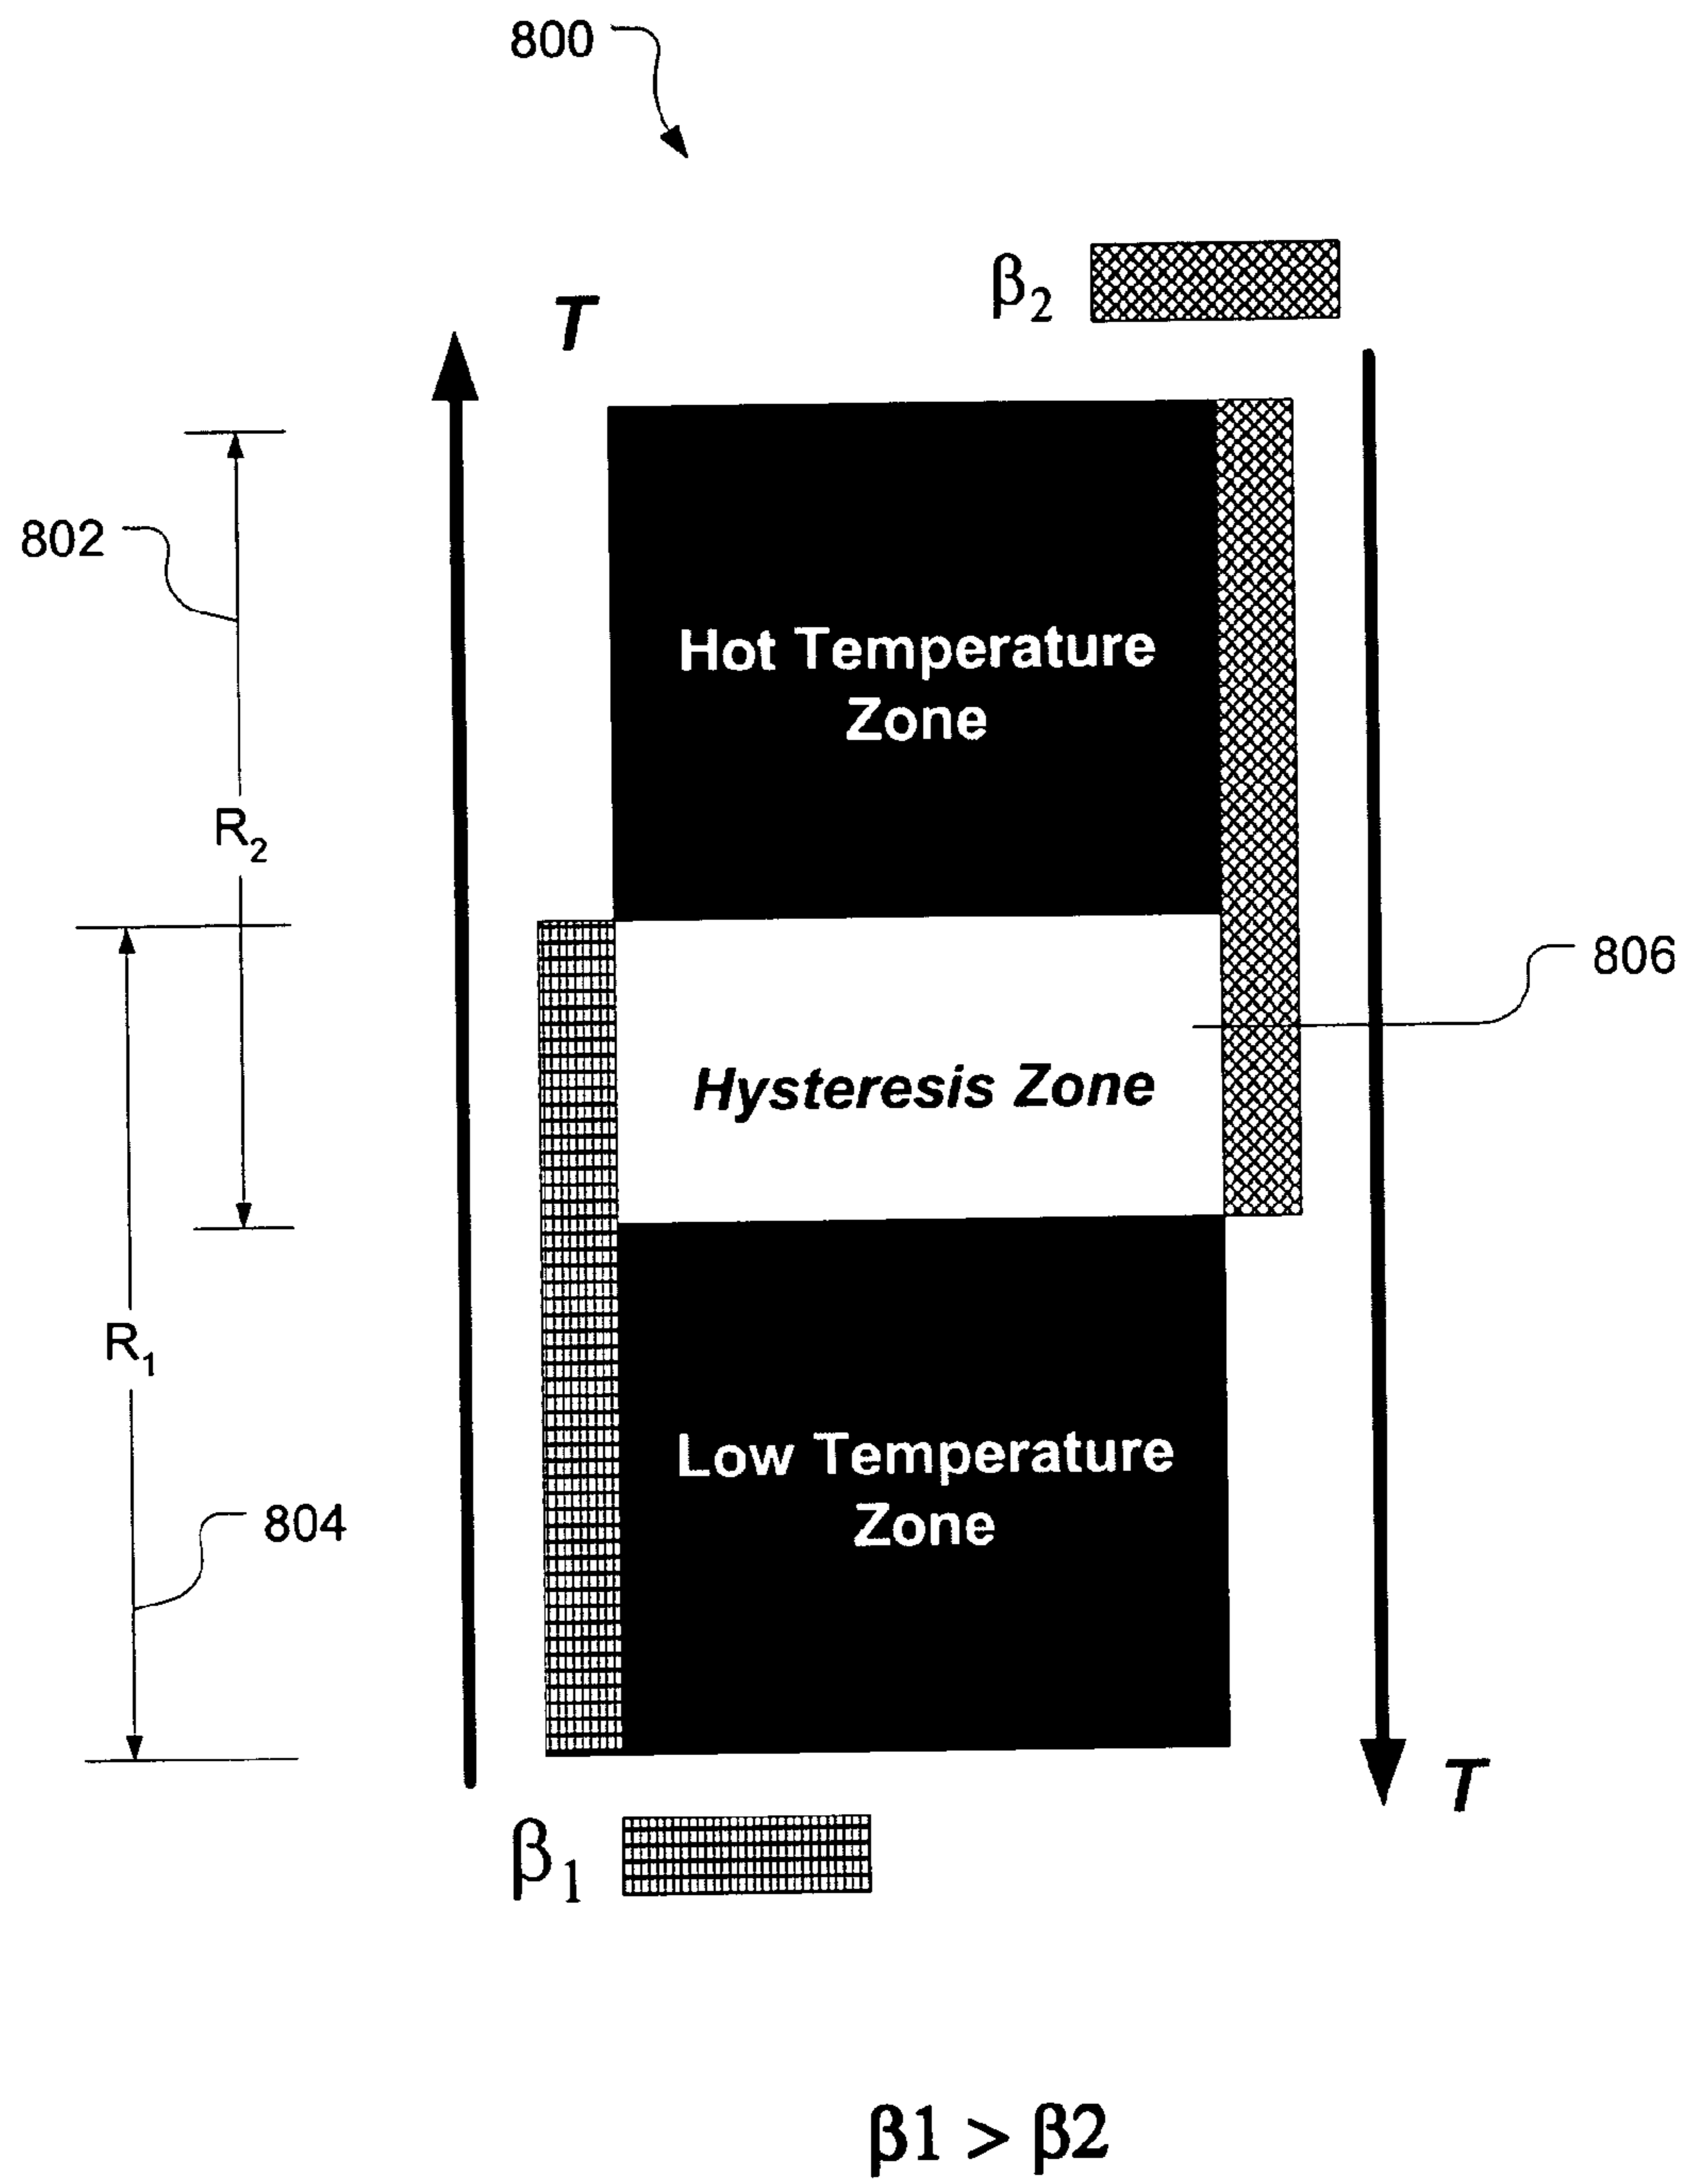 800
β₂
T
802
Hot Temperature
Zone
R₂
806
Hysteresis Zone
R₁
Low Temperature
Zone
804
T
β₁
β1 > β2